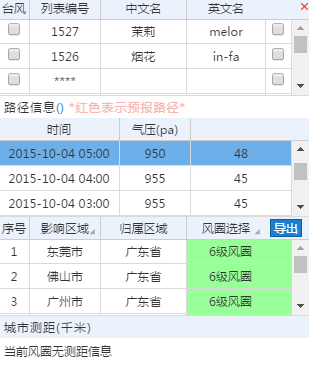 台风 列表编号 中文名 英文名
1527 茉莉 melor
1526 烟花 in-fa
****
路径信息() *红色表示预报路径*
时间 气压(pa)
2015-10-04 05:00 950 48
2015-10-04 04:00 955 45
2015-10-04 03:00 955 45
序号 影响区域 归属区域 风圈选择 导出
1 东莞市 广东省 6级风圈
2 佛山市 广东省 6级风圈
3 广州市 广东省 6级风圈
城市测距(千米)
当前风圈无测距信息